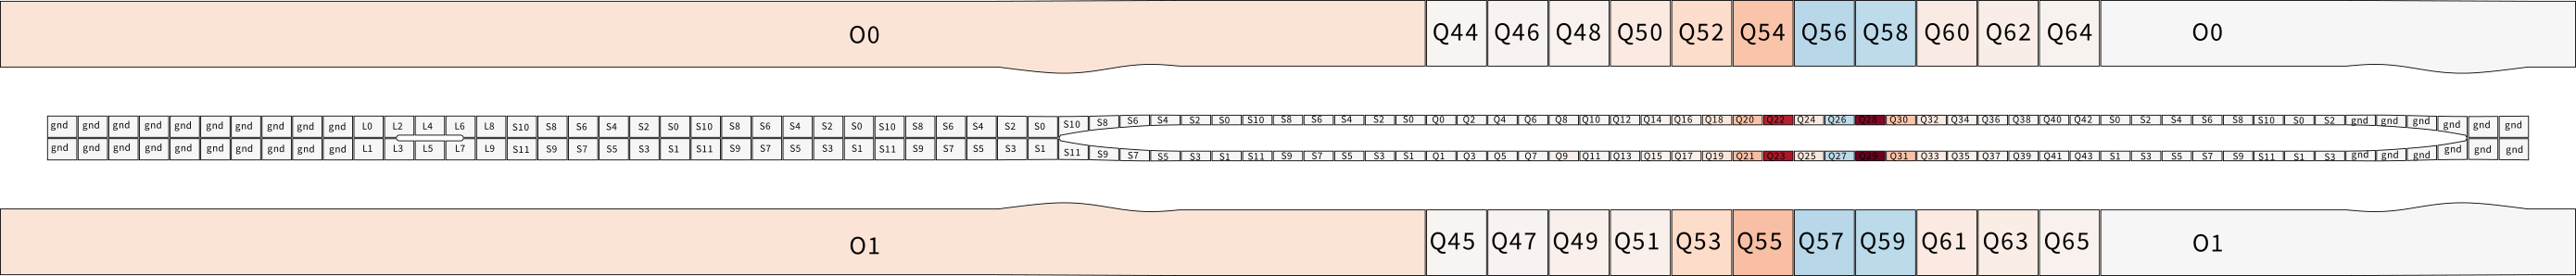 O0 Q44 Q46 Q48 Q50 Q52 Q54 Q56 Q58 Q60 Q62 Q64 O0
gnd gnd gnd gnd gnd gnd gnd gnd gnd gnd L0 L2 L4 L6 L8 S10 S8 S6 S4 S2 S0 S10 S8 S6 S4 S2 S0 S10 S8 S6 S4 S2 S0 S10 S8 S6 S4 S2 S0 S10 S8 S6 S4 S2 S0 Q0 Q2 Q4 Q6 Q8 Q10 Q12 Q14 Q16 Q18 Q20 Q22 Q24 Q26 Q28 Q30 Q32 Q34 Q36 Q38 Q40 Q42 S0 S2 S4 S6 S8 S10 S0 S2 gnd gnd gnd gnd gnd gnd
gnd gnd gnd gnd gnd gnd gnd gnd gnd gnd L1 L3 L5 L7 L9 S11 S9 S7 S5 S3 S1 S11 S9 S7 S5 S3 S1 S11 S9 S7 S5 S3 S1 S11 S9 S7 S5 S3 S1 S11 S9 S7 S5 S3 S1 Q1 Q3 Q5 Q7 Q9 Q11 Q13 Q15 Q17 Q19 Q21 Q23 Q25 Q27 Q29 Q31 Q33 Q35 Q37 Q39 Q41 Q43 S1 S3 S5 S7 S9 S11 S1 S3 gnd gnd gnd gnd gnd gnd
O1 Q45 Q47 Q49 Q51 Q53 Q55 Q57 Q59 Q61 Q63 Q65 O1